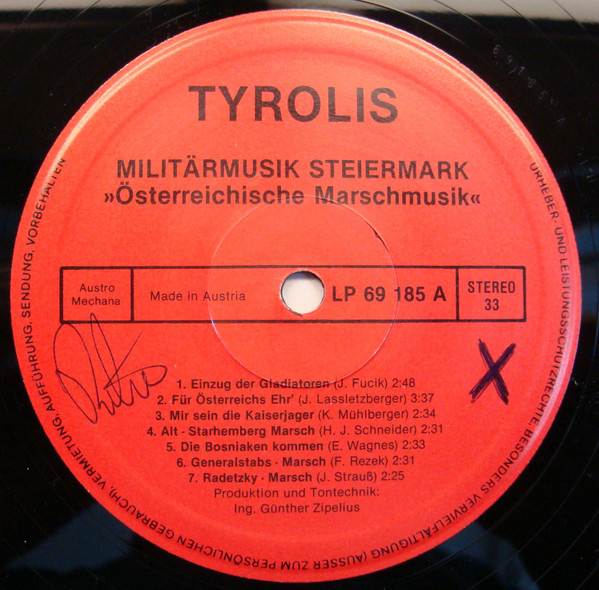 TYROLIS
MILITÄRMUSIK STEIERMARK
»Österreichische Marschmusik«
Austro
Mechana
Made in Austria
LP 69 185 A
STEREO
33
1. Einzug der Gladiatoren (J. Fucik) 2:48
2. Für Österreichs Ehr' (J. Lassletzberger) 3:37
3. Mir sein die Kaiserjager (K. Mühlberger) 2:34
4. Alt - Starhemberg Marsch (H. J. Schneider) 2:31
5. Die Bosniaken kommen (E. Wagnes) 2:33
6. Generalstabs - Marsch (F. Rezek) 2:31
7. Radetzky - Marsch (J. Strauß) 2:25
Produktion und Tontechnik:
Ing. Günther Zipelius
X
URHEBER- UND LEISTUNGSSCHUTZRECHTE, BESONDERS VERVIELFÄLTIGUNG (AUSSER ZUM PERSÖNLICHEN GEBRAUCH), VERMIETUNG, AUFFÜHRUNG, SENDUNG, VORBEHALTEN